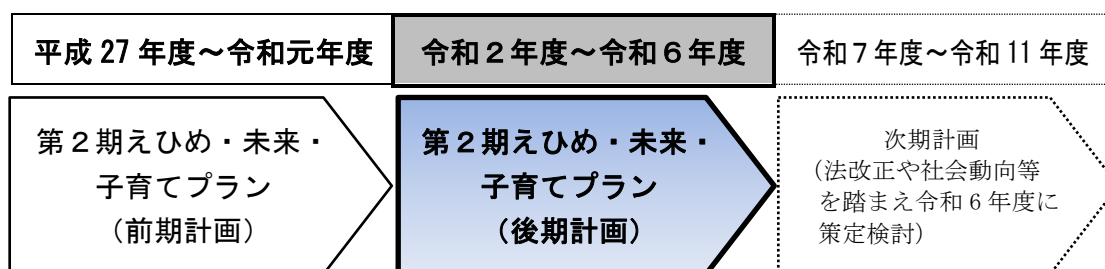 平成27年度～令和元年度
令和２年度～令和６年度
令和７年度～令和11年度
第２期えひめ・未来・
子育てプラン
（前期計画）
第２期えひめ・未来・
子育てプラン
（後期計画）
次期計画
（法改正や社会動向等
を踏まえ令和６年度に
策定検討）